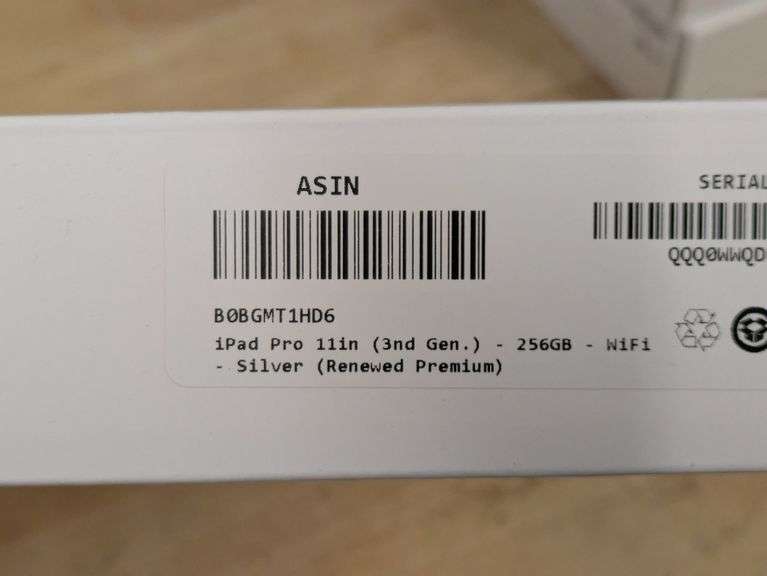 ASIN
SERIAL
QQQ0WWQD
B0BGMT1HD6
iPad Pro 11in (3nd Gen.) - 256GB - WiFi
- Silver (Renewed Premium)